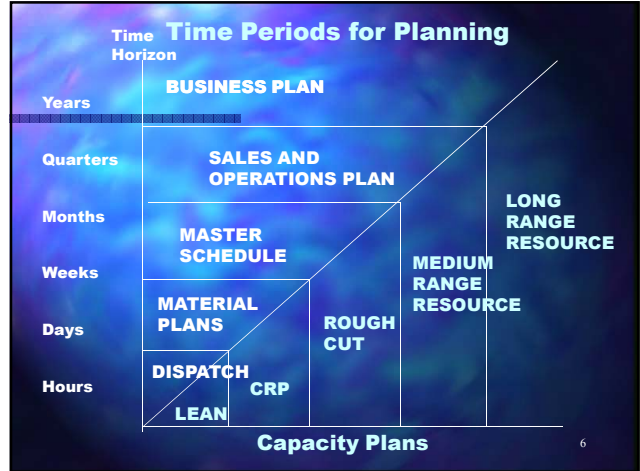 Time Periods for Planning
Time
Horizon
BUSINESS PLAN
Years
Quarters
SALES AND
OPERATIONS PLAN
LONG
RANGE
RESOURCE
Months
MASTER
SCHEDULE
MEDIUM
RANGE
RESOURCE
Weeks
MATERIAL
PLANS
ROUGH
CUT
Days
DISPATCH
CRP
Hours
LEAN
Capacity Plans
6